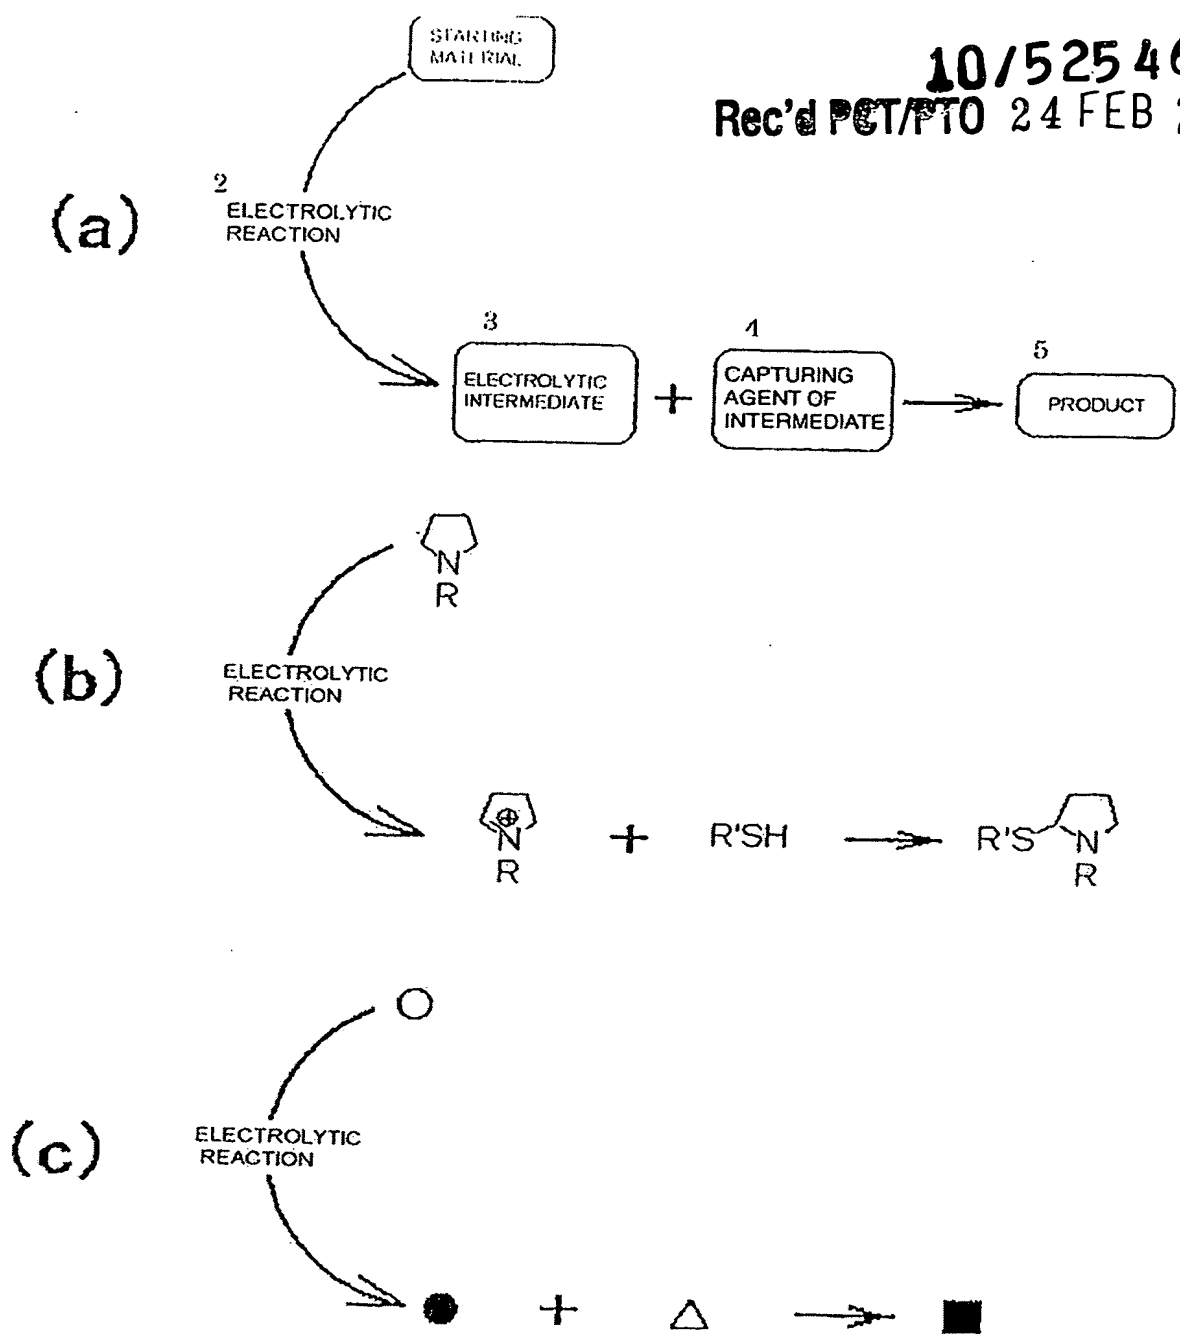 STARTING
MATERIAL
10/52546
Rec'd PCT/PTO 24 FEB
(a)
2
ELECTROLYTIC
REACTION
3
4
5
ELECTROLYTIC
INTERMEDIATE
+
CAPTURING
AGENT OF
INTERMEDIATE
PRODUCT
N
R
(b)
ELECTROLYTIC
REACTION
⊕
N
R
+
R'SH
R'S
N
R
(c)
ELECTROLYTIC
REACTION
+